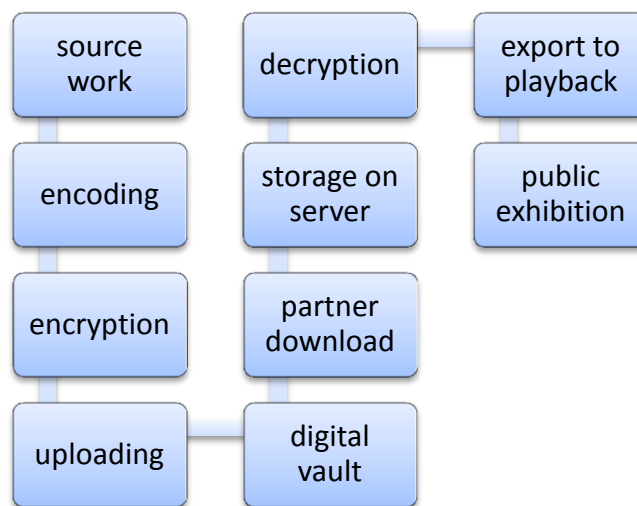 source
work
encoding
encryption
uploading
digital
vault
partner
download
storage on
server
decryption
export to
playback
public
exhibition